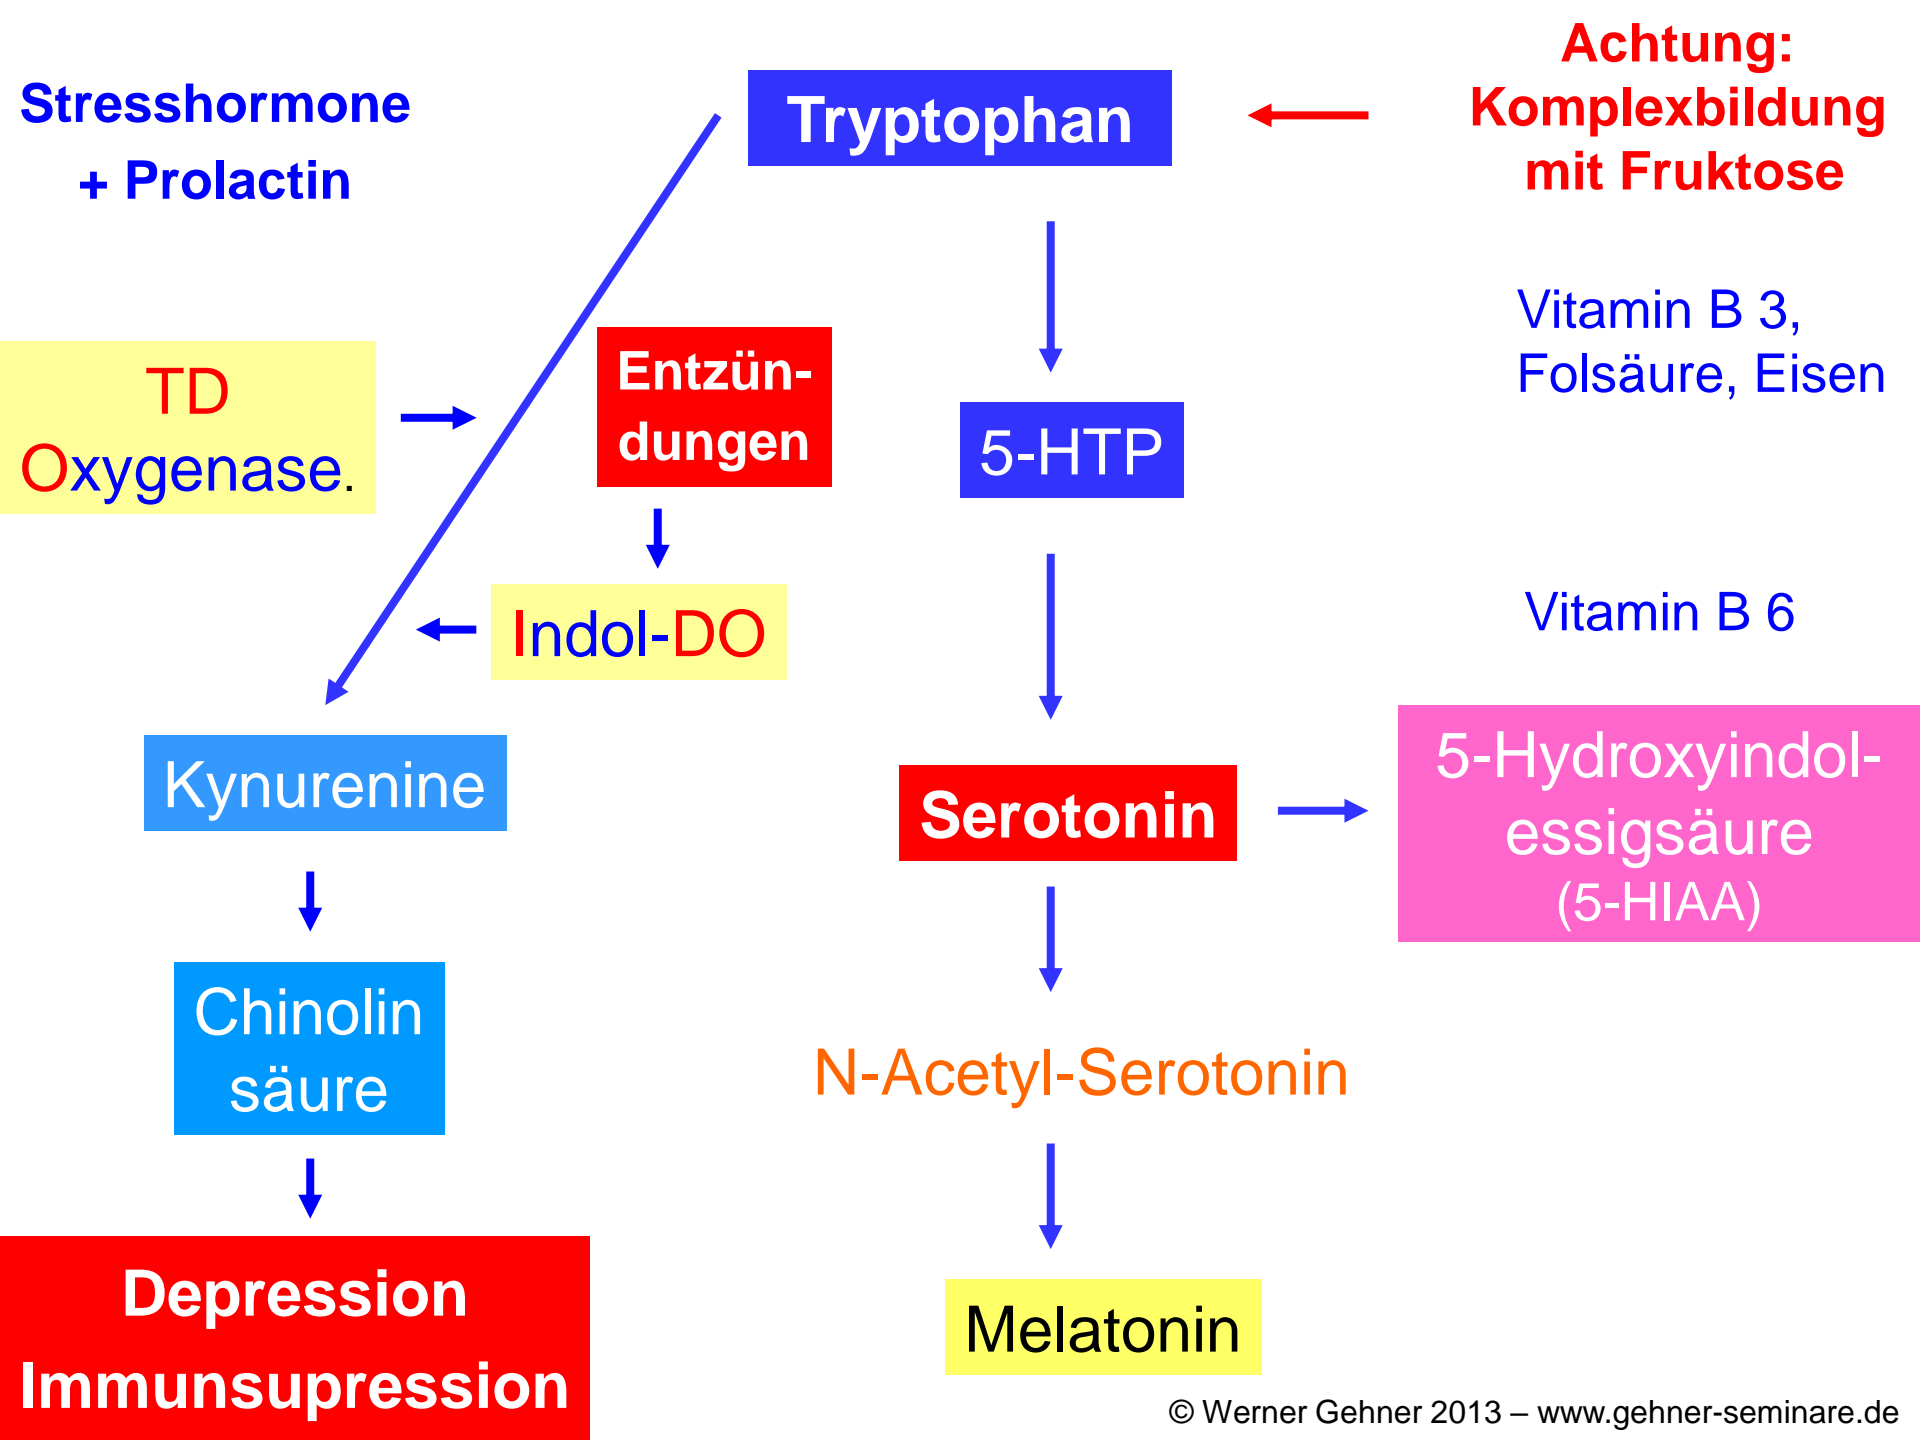 Achtung:
Komplexbildung
mit Fruktose
Stresshormone
+ Prolactin
Tryptophan
Vitamin B 3,
Folsäure, Eisen
TD
Oxygenase.
Entzün-
dungen
5-HTP
Indol-DO
Vitamin B 6
Kynurenine
Serotonin
5-Hydroxyindol-
essigsäure
(5-HIAA)
Chinolin
säure
N-Acetyl-Serotonin
Depression
Immunsupression
Melatonin
© Werner Gehner 2013 – www.gehner-seminare.de